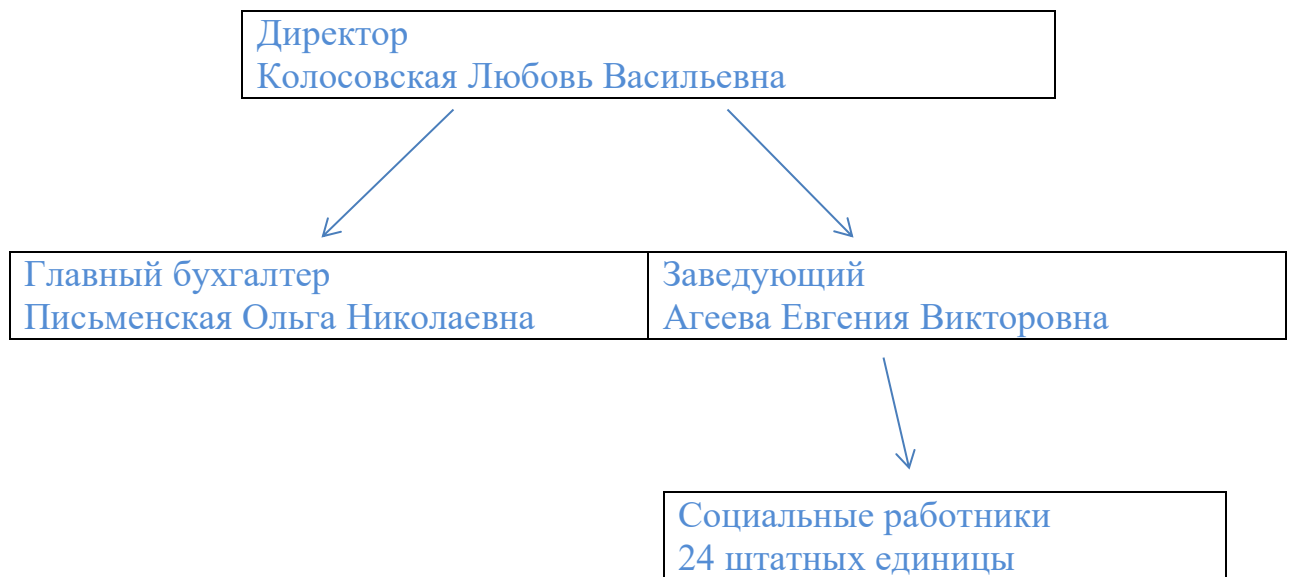 Директор
Колосовская Любовь Васильевна
Главный бухгалтер
Письменская Ольга Николаевна
Заведующий
Агеева Евгения Викторовна
Социальные работники
24 штатных единицы